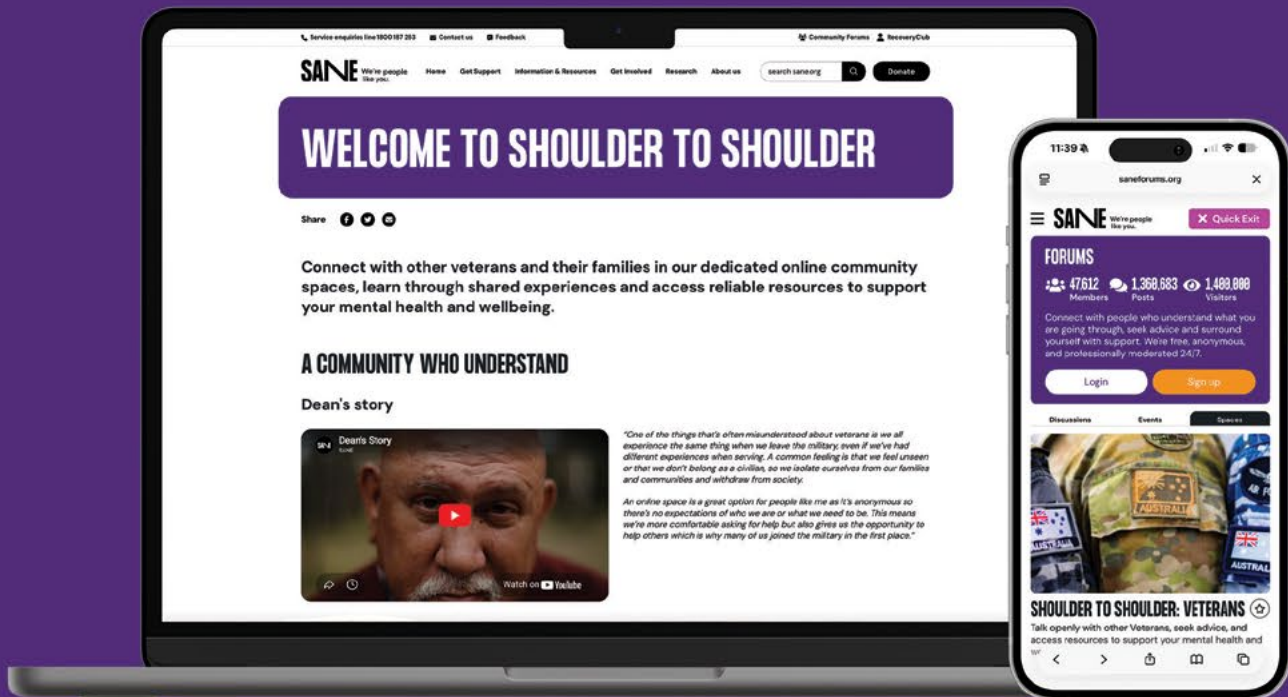 Service enquiries line 1800 187 263 Contact us Feedback
Community Forums RecoveryClub
SANE We're people
like you.
Home Get Support Information & Resources Get Involved Research About us
search sane.org
Donate
WELCOME TO SHOULDER TO SHOULDER
Share
Connect with other veterans and their families in our dedicated online community
spaces, learn through shared experiences and access reliable resources to support
your mental health and wellbeing.
A COMMUNITY WHO UNDERSTAND
Dean's story
SANE Dean's Story
SANE
Watch on YouTube
"One of the things that's often misunderstood about veterans is we all
experience the same thing when we leave the military, even if we've had
different experiences when serving. A common feeling is that we feel unseen
or that we don't belong as a civilian, so we isolate ourselves from our families
and communities and withdraw from society.
An online space is a great option for people like me as it's anonymous so
there's no expectations of who we are or what we need to be. This means
we're more comfortable asking for help but also gives us the opportunity to
help others which is why many of us joined the military in the first place."
11:39
saneforums.org
SANE We're people
like you.
Quick Exit
FORUMS
47,612 1,360,683 1,400,000
Members Posts Visitors
Connect with people who understand what you
are going through, seek advice and surround
yourself with support. We're free, anonymous,
and professionally moderated 24/7.
Login Sign up
Discussions Events Spaces
AUSTRALIA
AUSTRALIA
AIR FO
AUSTRAL
SHOULDER TO SHOULDER: VETERANS
Talk openly with other Veterans, seek advice, and
access resources to support your mental health and